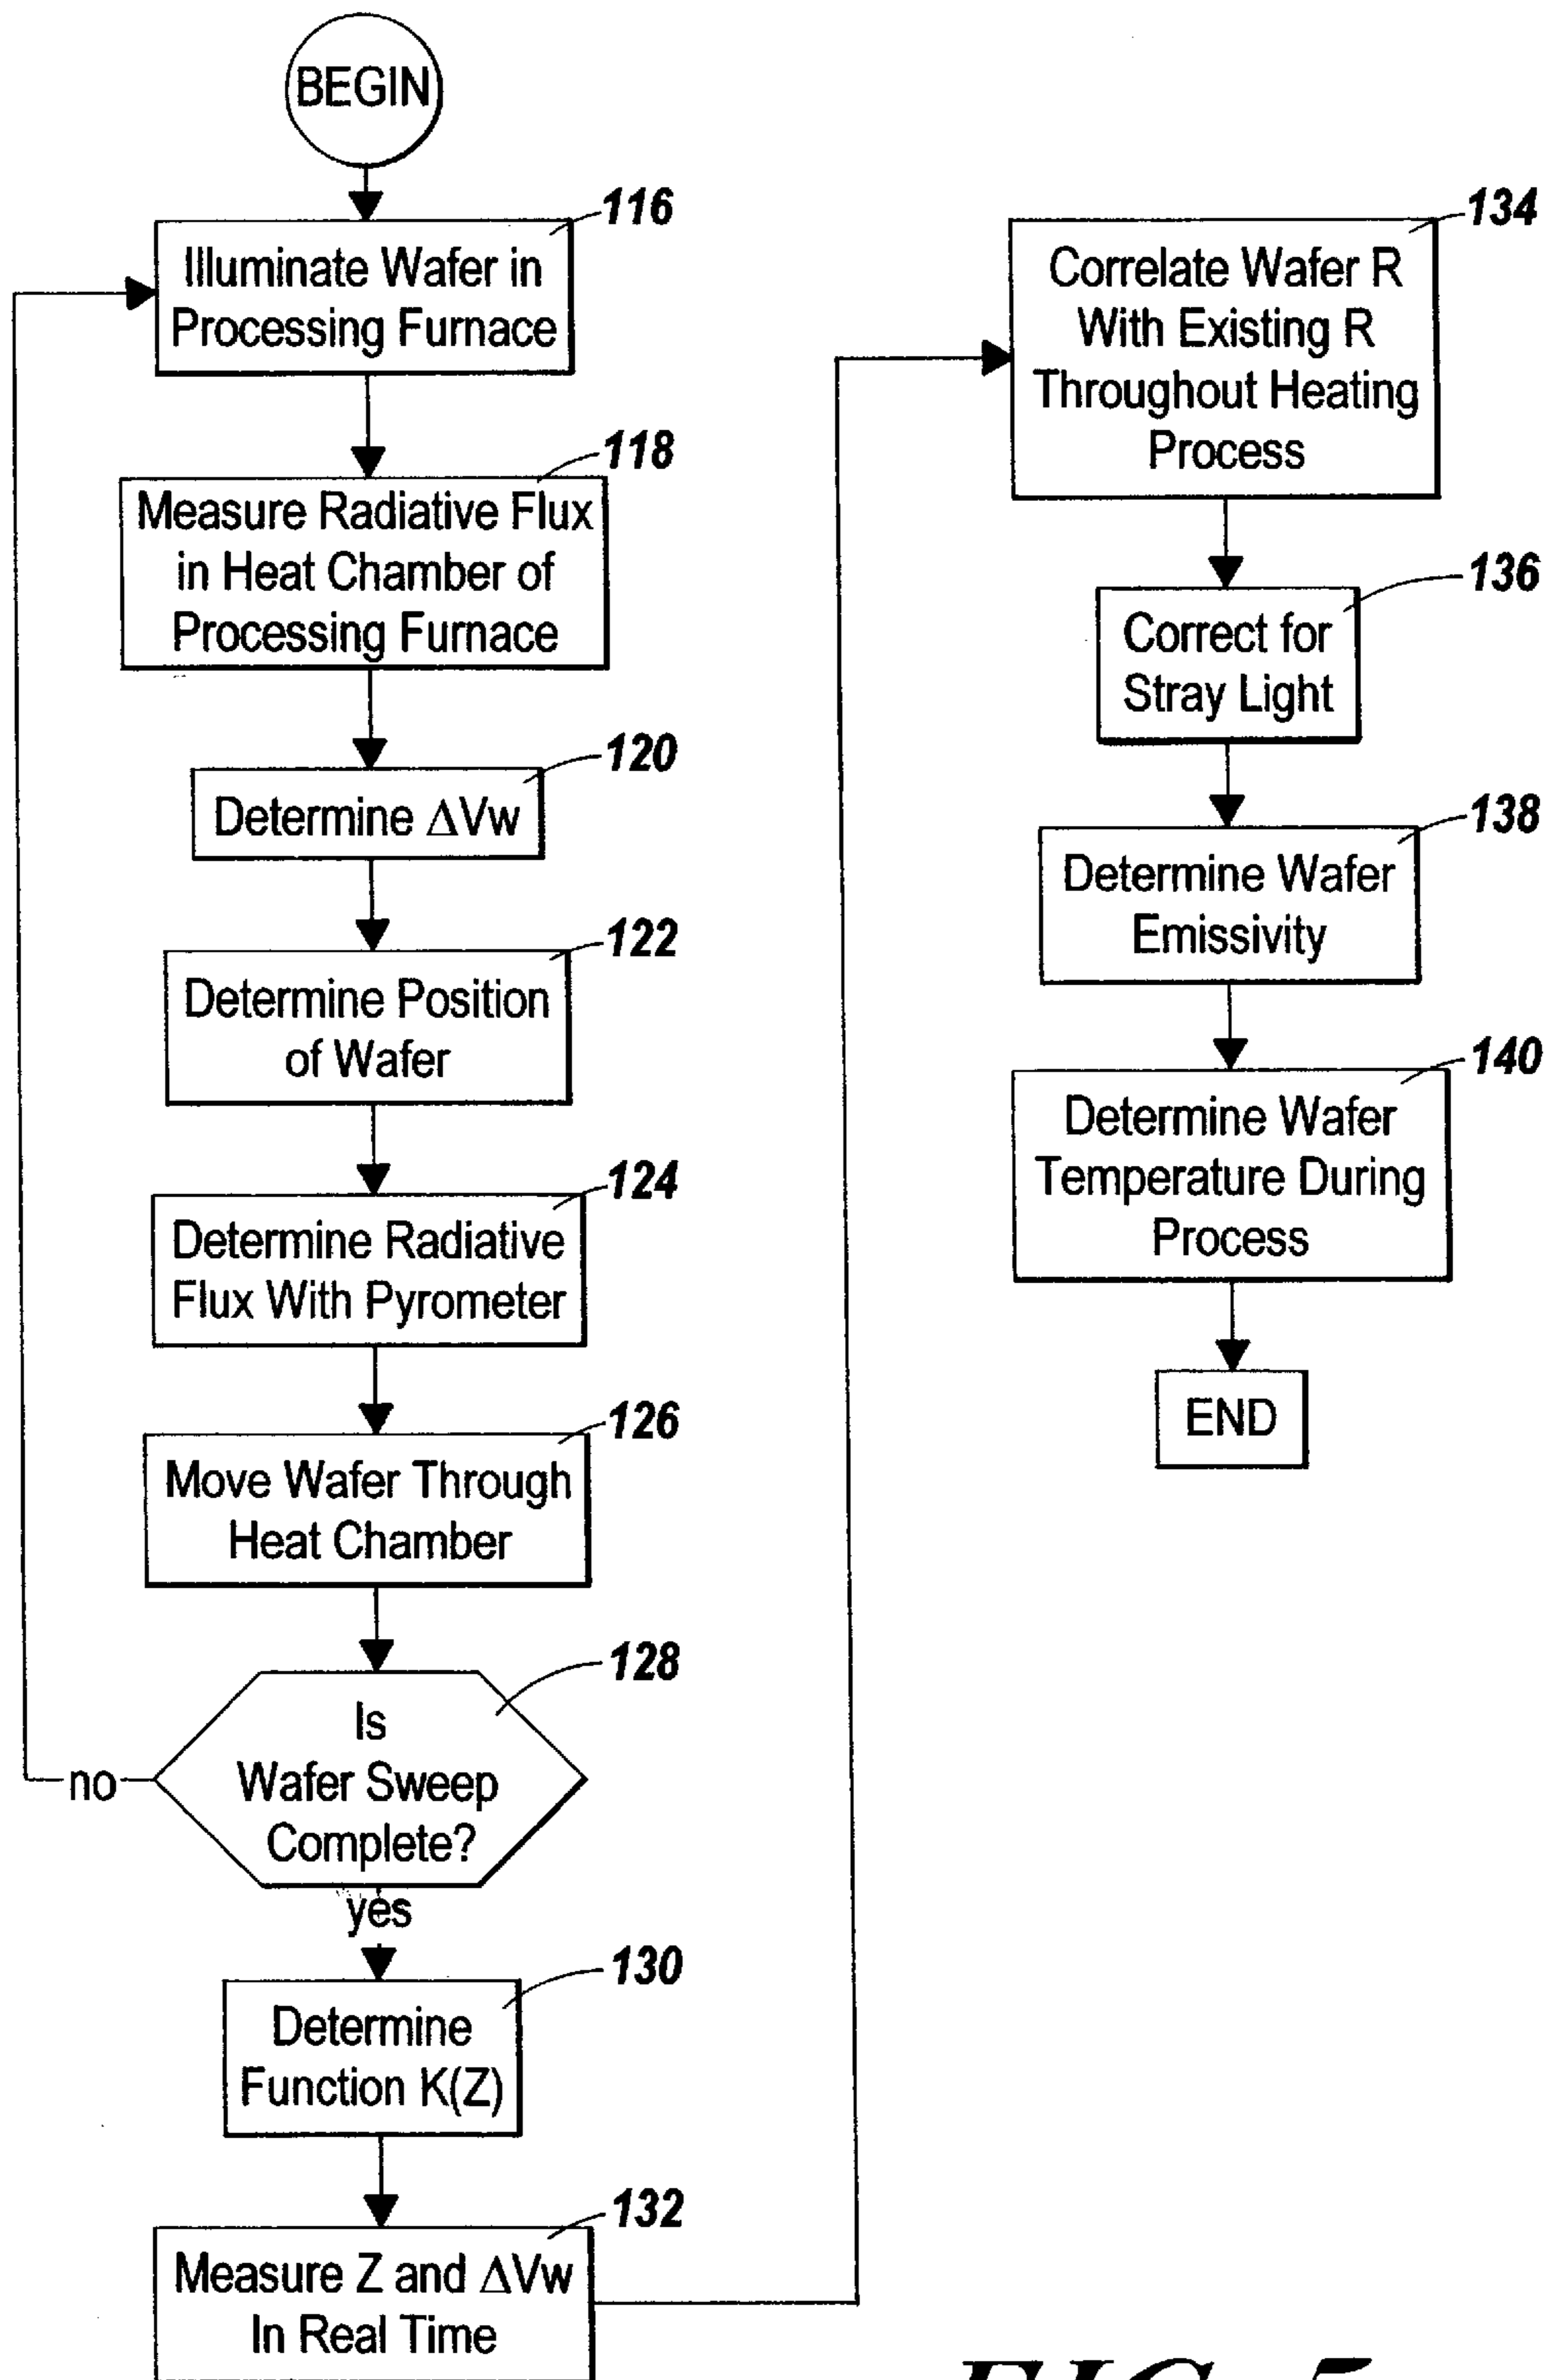 BEGIN
116
Illuminate Wafer in
Processing Furnace
118
Measure Radiative Flux
in Heat Chamber of
Processing Furnace
120
Determine ΔVw
122
Determine Position
of Wafer
124
Determine Radiative
Flux With Pyrometer
126
Move Wafer Through
Heat Chamber
128
Is
Wafer Sweep
Complete?
no
yes
130
Determine
Function K(Z)
132
Measure Z and ΔVw
In Real Time
134
Correlate Wafer R
With Existing R
Throughout Heating
Process
136
Correct for
Stray Light
138
Determine Wafer
Emissivity
140
Determine Wafer
Temperature During
Process
END
FIG. 5